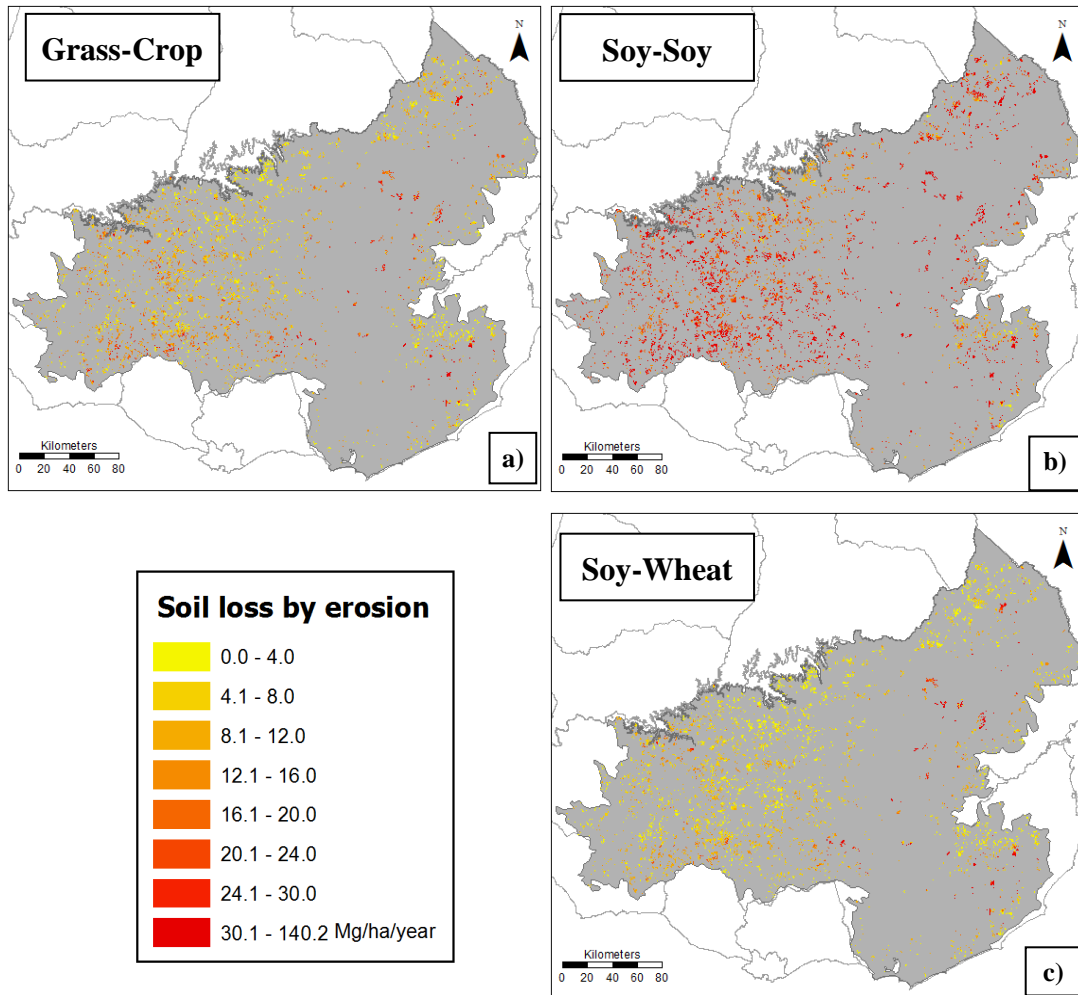 Grass-Crop
N
Kilometers
0 20 40 60 80
a)
Soy-Soy
N
Kilometers
0 20 40 60 80
b)
Soil loss by erosion
0.0 - 4.0
4.1 - 8.0
8.1 - 12.0
12.1 - 16.0
16.1 - 20.0
20.1 - 24.0
24.1 - 30.0
30.1 - 140.2 Mg/ha/year
Soy-Wheat
N
Kilometers
0 20 40 60 80
c)